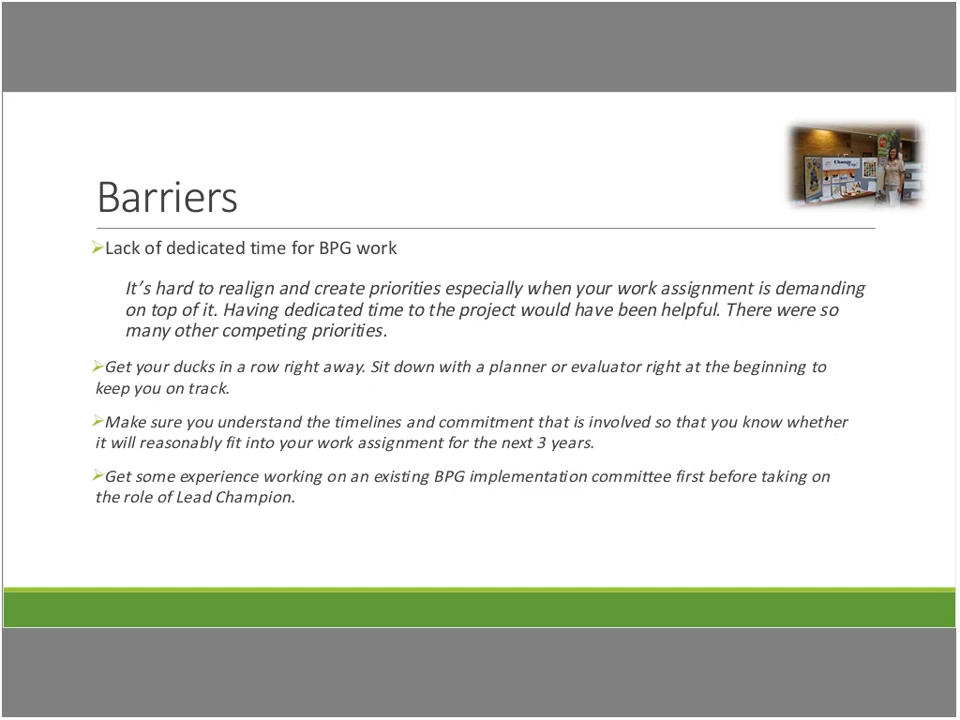 Barriers
Lack of dedicated time for BPG work
It's hard to realign and create priorities especially when your work assignment is demanding
on top of it. Having dedicated time to the project would have been helpful. There were so
many other competing priorities.
Get your ducks in a row right away. Sit down with a planner or evaluator right at the beginning to
keep you on track.
Make sure you understand the timelines and commitment that is involved so that you know whether
it will reasonably fit into your work assignment for the next 3 years.
Get some experience working on an existing BPG implementation committee first before taking on
the role of Lead Champion.